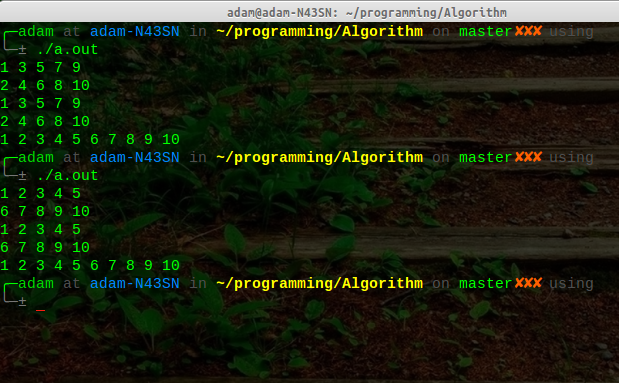 adam@adam-N43SN: ~/programming/Algorithm
╭─adam at adam-N43SN in ~/programming/Algorithm on master✘✘✘ using
╰─± ./a.out
1 3 5 7 9
2 4 6 8 10
1 3 5 7 9
2 4 6 8 10
1 2 3 4 5 6 7 8 9 10
╭─adam at adam-N43SN in ~/programming/Algorithm on master✘✘✘ using
╰─± ./a.out
1 2 3 4 5
6 7 8 9 10
1 2 3 4 5
6 7 8 9 10
1 2 3 4 5 6 7 8 9 10
╭─adam at adam-N43SN in ~/programming/Algorithm on master✘✘✘ using
╰─± _